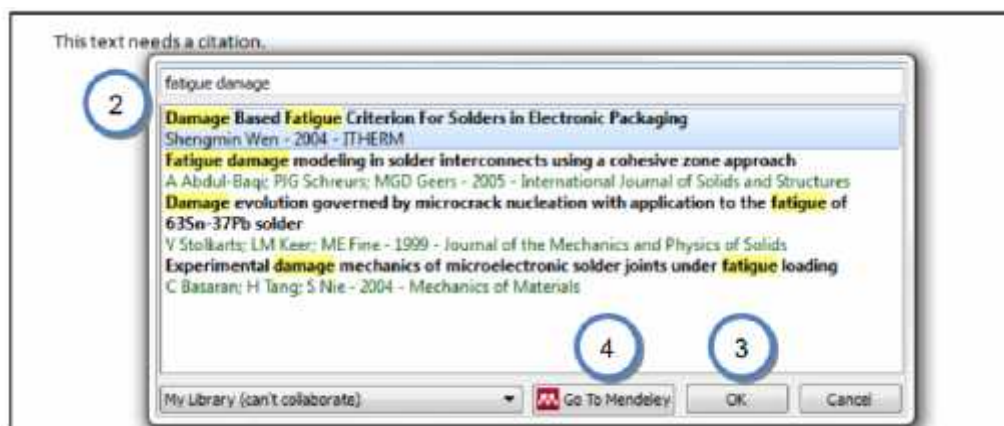 This text needs a citation.
fatigue damage
2
Damage Based Fatigue Criterion For Solders in Electronic Packaging
Shengmin Wen - 2004 - ITHERM
Fatigue damage modeling in solder interconnects using a cohesive zone approach
A Abdul-Baqi; PJG Schreurs; MGD Geers - 2005 - International Journal of Solids and Structures
Damage evolution governed by microcrack nucleation with application to the fatigue of
63Sn-37Pb solder
V Stolkarts; LM Keer; ME Fine - 1999 - Journal of the Mechanics and Physics of Solids
Experimental damage mechanics of microelectronic solder joints under fatigue loading
C Basaran; H Tang; S Nie - 2004 - Mechanics of Materials
4
3
My Library (can't collaborate)
Go To Mendeley
OK
Cancel